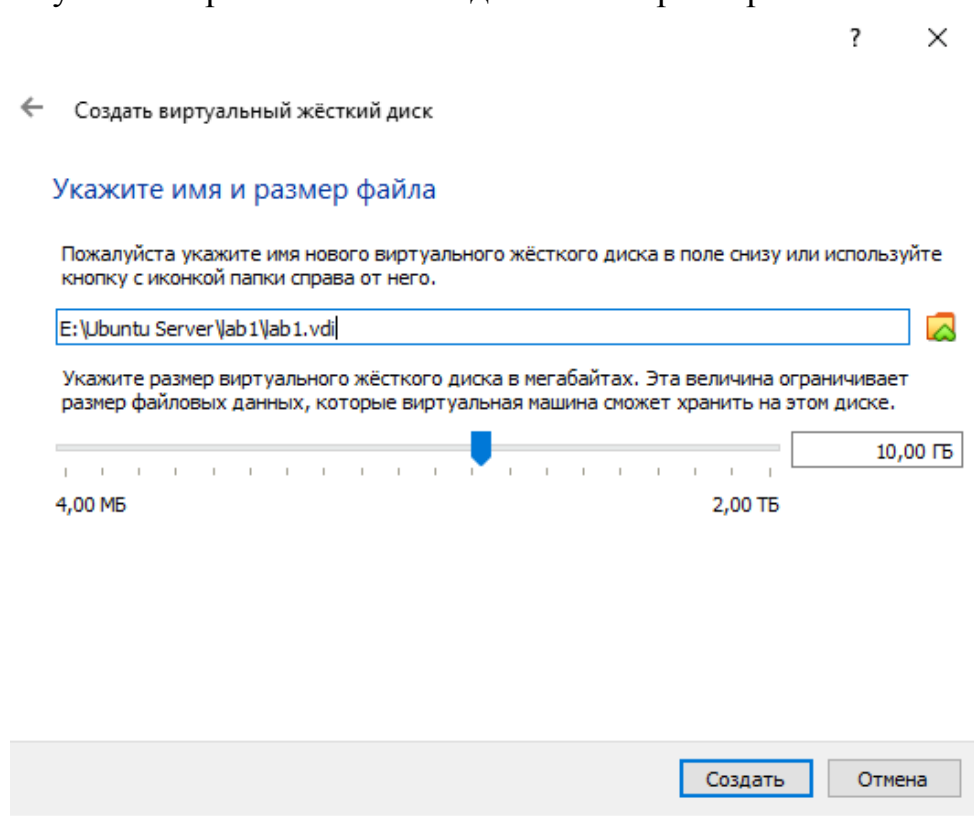 ? ×
← Создать виртуальный жёсткий диск
Укажите имя и размер файла
Пожалуйста укажите имя нового виртуального жёсткого диска в поле снизу или используйте
кнопку с иконкой папки справа от него.
E:\Ubuntu Server\lab1\lab1.vdi
Укажите размер виртуального жёсткого диска в мегабайтах. Эта величина ограничивает
размер файловых данных, которые виртуальная машина сможет хранить на этом диске.
10,00 ГБ
4,00 МБ 2,00 ТБ
Создать Отмена